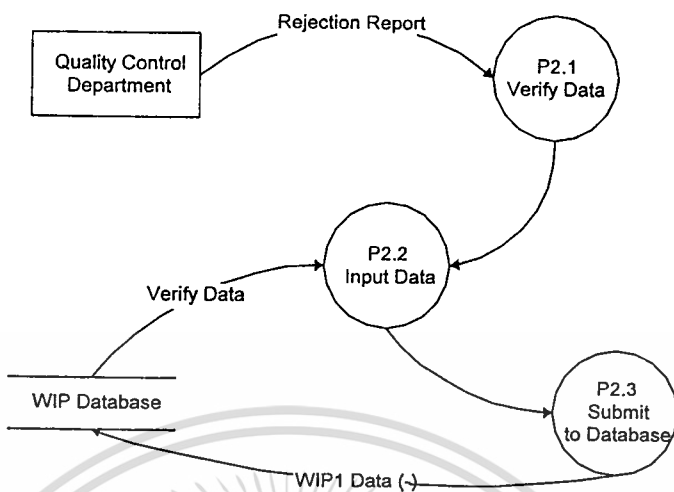 Rejection Report
Quality Control
Department
P2.1
Verify Data
P2.2
Input Data
Verify Data
WIP Database
P2.3
Submit
to Database
WIP1 Data (-)